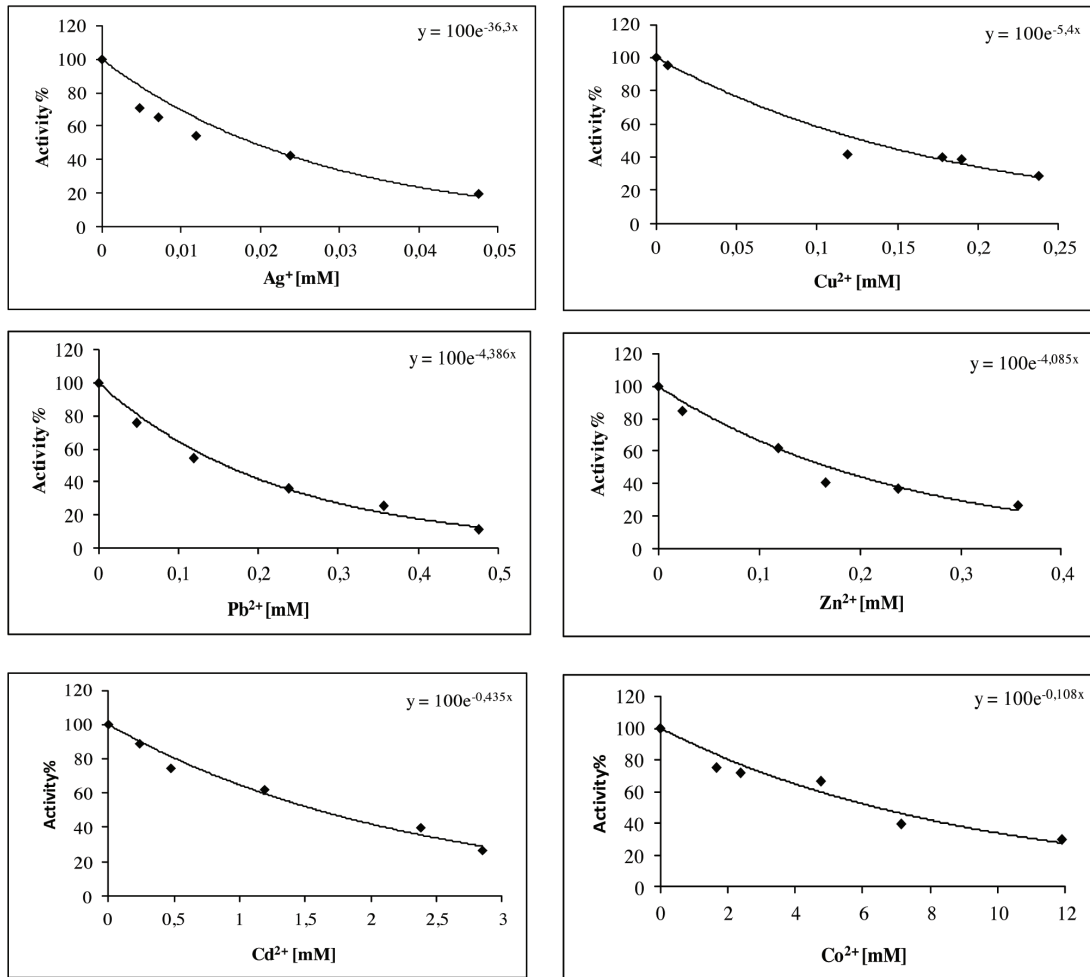 y = 100e^-36,3x
120
100
80
60
40
20
0
Activity %
0 0,01 0,02 0,03 0,04 0,05
Ag⁺ [mM]
y = 100e^-5,4x
120
100
80
60
40
20
0
Activity %
0 0,05 0,1 0,15 0,2 0,25
Cu²⁺ [mM]
y = 100e^-4,386x
120
100
80
60
40
20
0
Activity %
0 0,1 0,2 0,3 0,4 0,5
Pb²⁺ [mM]
y = 100e^-4,085x
120
100
80
60
40
20
0
Activity %
0 0,1 0,2 0,3 0,4
Zn²⁺ [mM]
y = 100e^-0,435x
120
100
80
60
40
20
0
Activity%
0 0,5 1 1,5 2 2,5 3
Cd²⁺ [mM]
y = 100e^-0,108x
120
100
80
60
40
20
0
Activity%
0 2 4 6 8 10 12
Co²⁺ [mM]